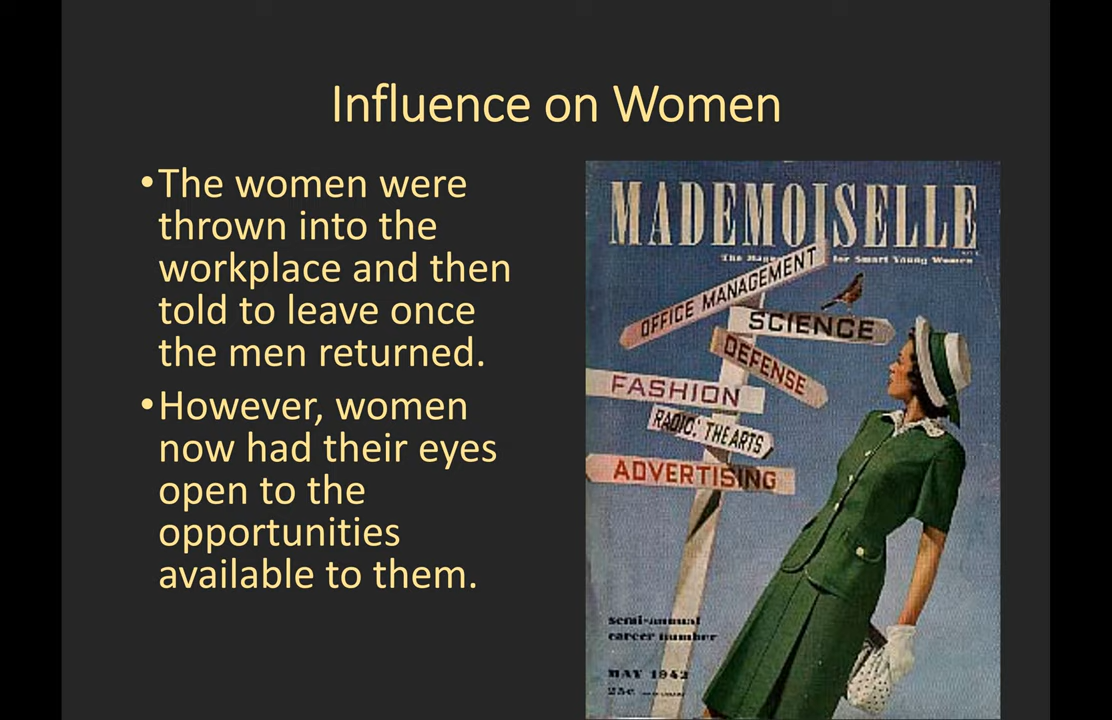 Influence on Women
•The women were
thrown into the
workplace and then
told to leave once
the men returned.
•However, women
now had their eyes
open to the
opportunities
available to them.
MADEMOISELLE
The for Smart Young Women
OFFICE MANAGEMENT
SCIENCE
DEFENSE
FASHION
RADIO: THE ARTS
ADVERTISING
semi-annual
career number
MAY 1942
25c